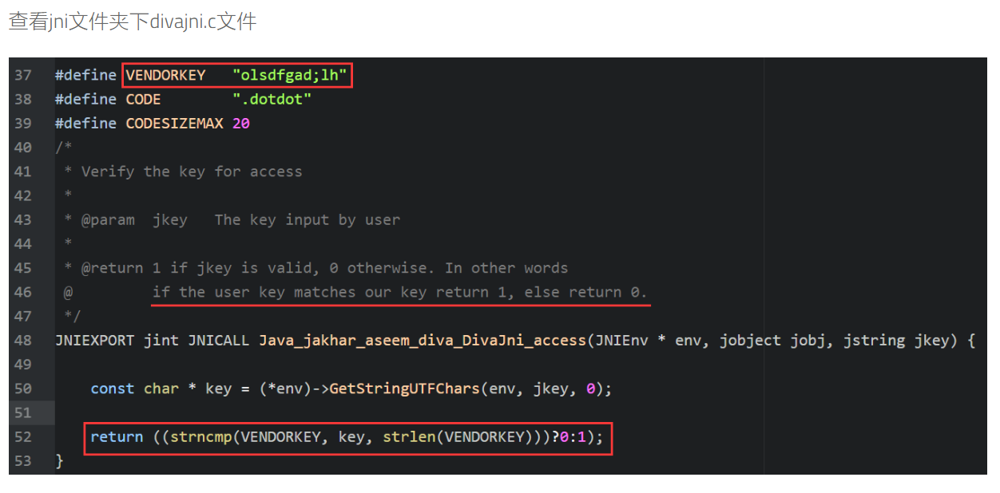 查看jni文件夹下divajni.c文件
37 #define VENDORKEY   "olsdfgad;lh"
38 #define CODE        ".dotdot"
39 #define CODESIZEMAX 20
40 /*
41  * Verify the key for access
42  *
43  * @param  jkey   The key input by user
44  *
45  * @return 1 if jkey is valid, 0 otherwise. In other words
46  @         if the user key matches our key return 1, else return 0.
47  */
48 JNIEXPORT jint JNICALL Java_jakhar_aseem_diva_DivaJni_access(JNIEnv * env, jobject jobj, jstring jkey) {
49
50     const char * key = (*env)->GetStringUTFChars(env, jkey, 0);
51
52     return ((strncmp(VENDORKEY, key, strlen(VENDORKEY)))?0:1);
53 }